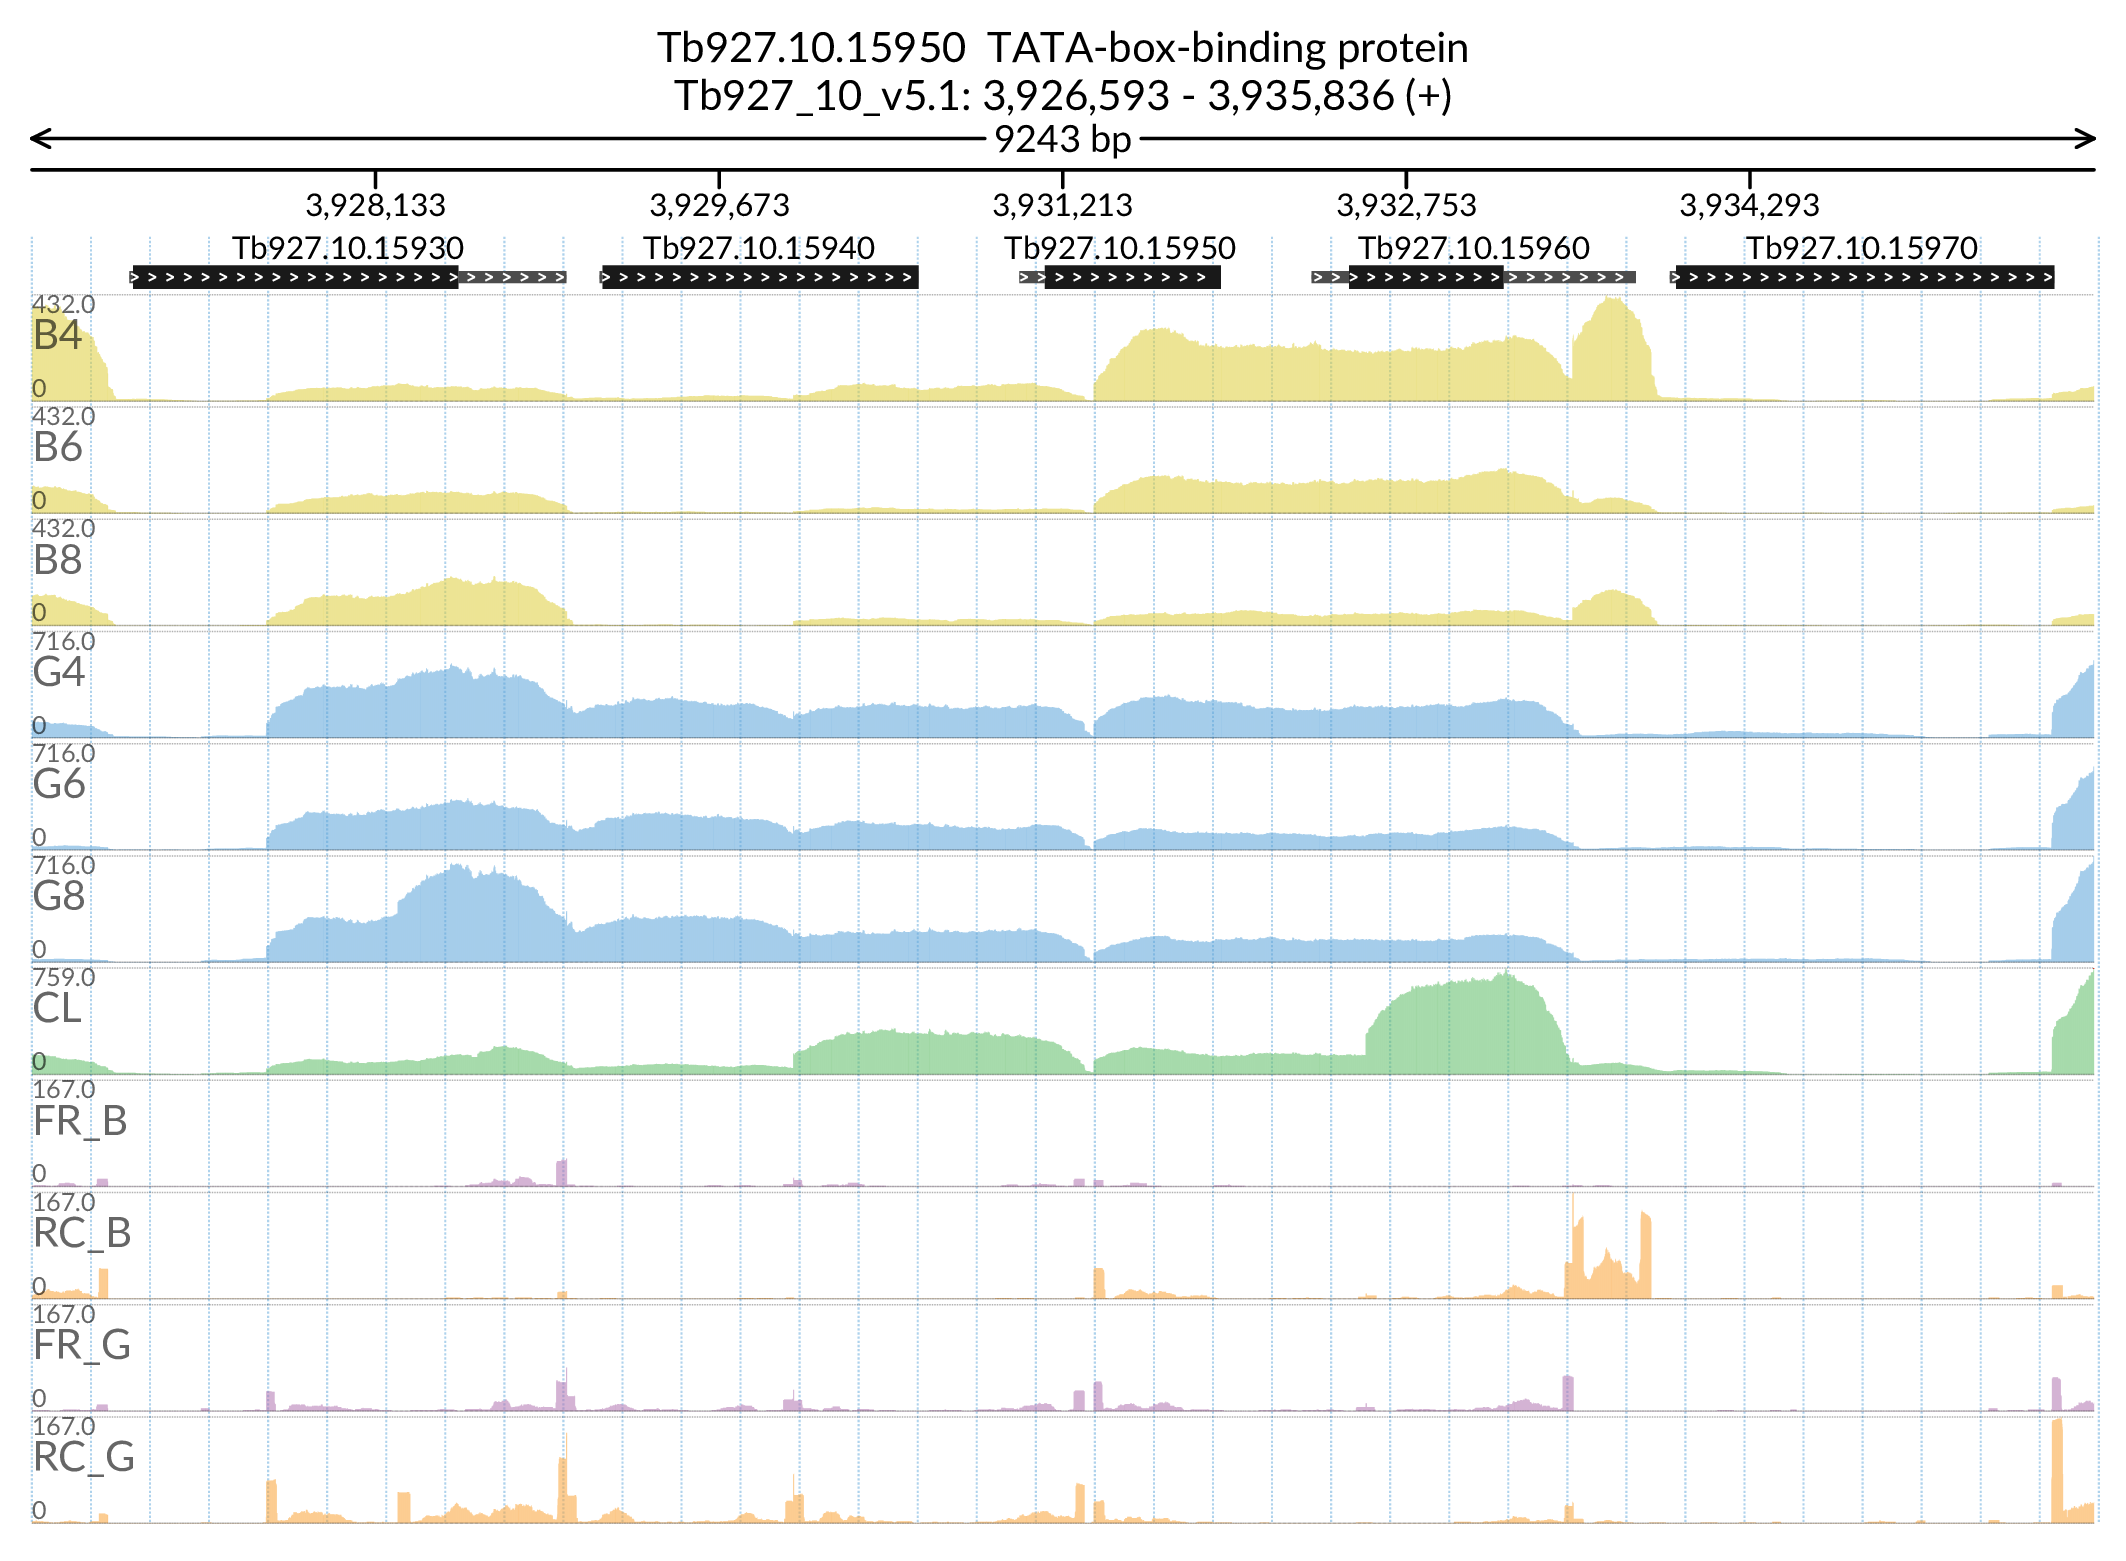 Tb927.10.15950 TATA-box-binding protein
Tb927_10_v5.1: 3,926,593 - 3,935,836 (+)
9243 bp
3,928,133 3,929,673 3,931,213 3,932,753 3,934,293
Tb927.10.15930 Tb927.10.15940 Tb927.10.15950 Tb927.10.15960 Tb927.10.15970
432.0
B4
0
432.0
B6
0
432.0
B8
0
716.0
G4
0
716.0
G6
0
716.0
G8
0
759.0
CL
0
167.0
FR_B
0
167.0
RC_B
0
167.0
FR_G
0
167.0
RC_G
0